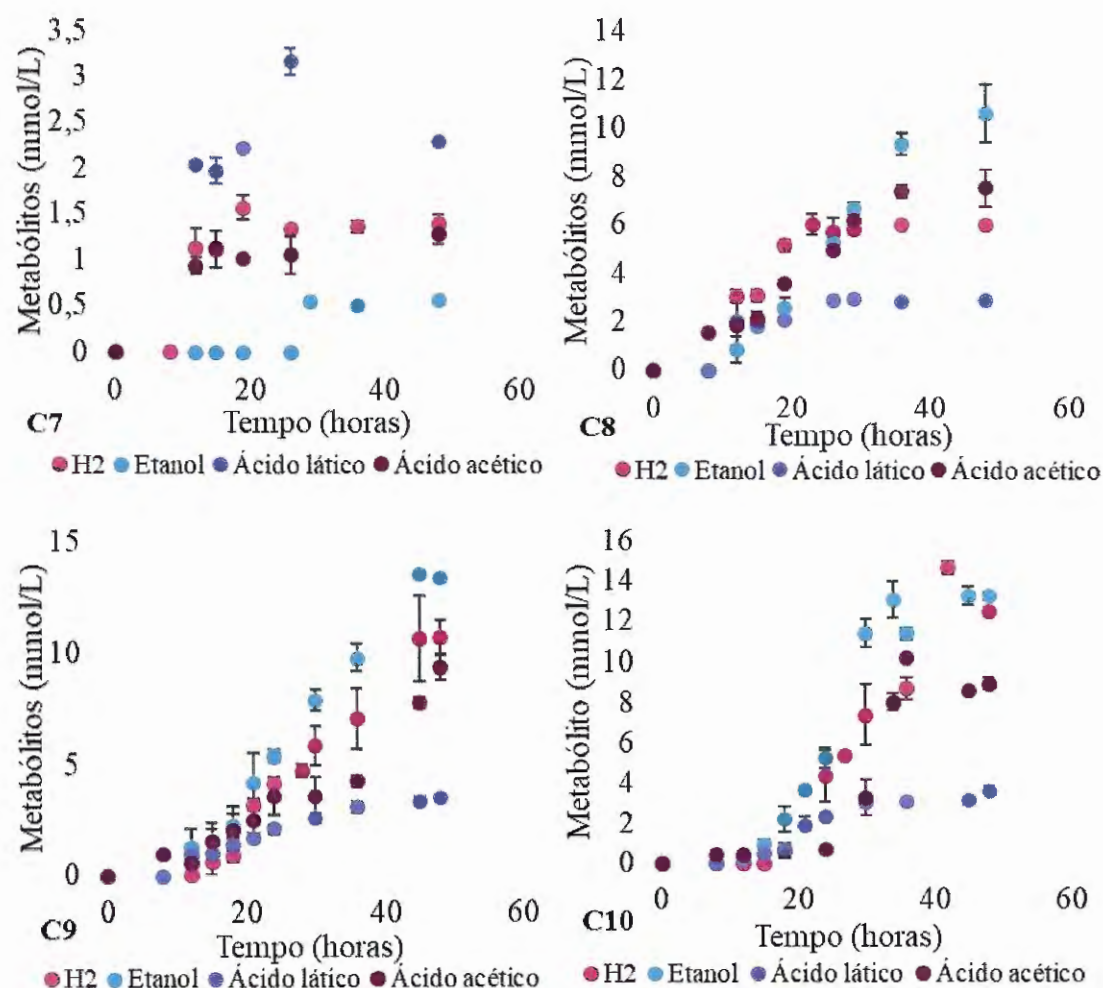 3,5
3
2,5
2
1,5
1
0,5
0
Metabólitos (mmol/L)
0 20 40 60
C7 Tempo (horas)
H2 Etanol Ácido lático Ácido acético
14
12
10
8
6
4
2
0
Metabólitos (mmol/L)
0 20 40 60
C8 Tempo (horas)
H2 Etanol Ácido lático Ácido acético
15
10
5
0
Metabólitos (mmol/L)
0 20 40 60
C9 Tempo (horas)
H2 Etanol Ácido lático Ácido acético
16
14
12
10
8
6
4
2
0
Metabólito (mmol/L)
0 20 40 60
C10 Tempo (horas)
H2 Etanol Ácido lático Ácido acético